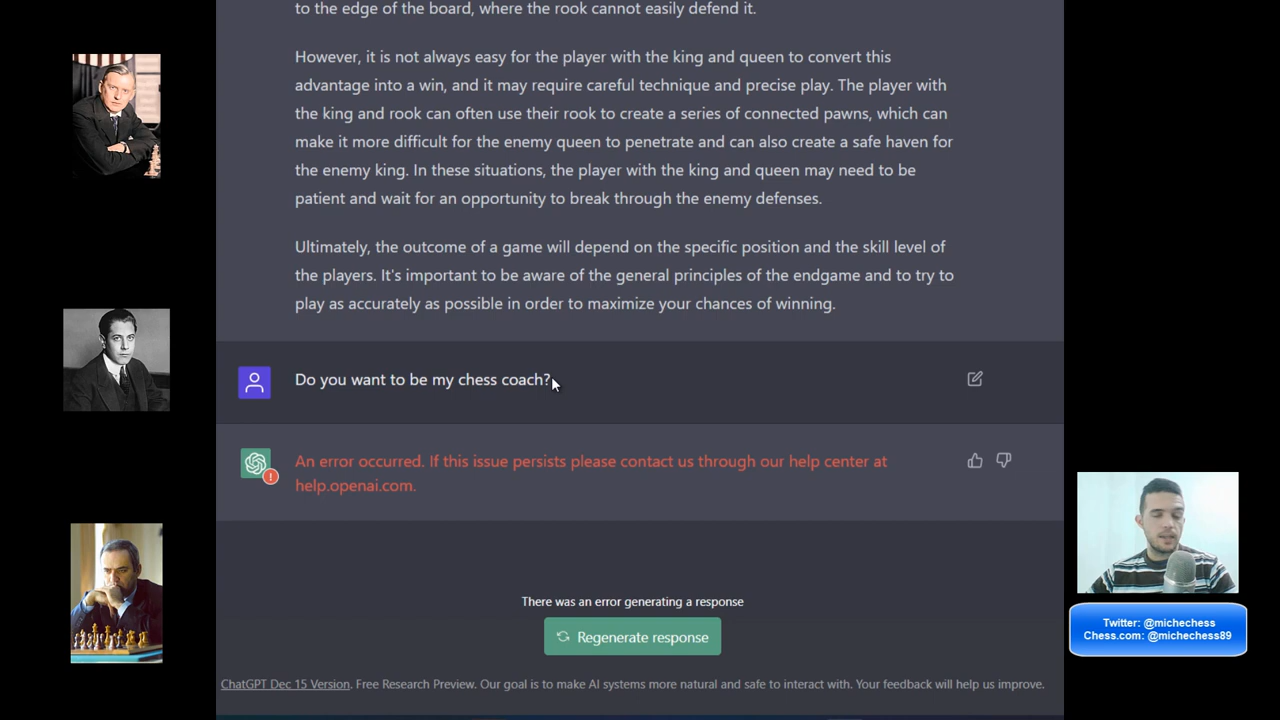 to the edge of the board, where the rook cannot easily defend it.
However, it is not always easy for the player with the king and queen to convert this
advantage into a win, and it may require careful technique and precise play. The player with
the king and rook can often use their rook to create a series of connected pawns, which can
make it more difficult for the enemy queen to penetrate and can also create a safe haven for
the enemy king. In these situations, the player with the king and queen may need to be
patient and wait for an opportunity to break through the enemy defenses.
Ultimately, the outcome of a game will depend on the specific position and the skill level of
the players. It's important to be aware of the general principles of the endgame and to try to
play as accurately as possible in order to maximize your chances of winning.
Do you want to be my chess coach?
An error occurred. If this issue persists please contact us through our help center at
help.openai.com.
There was an error generating a response
Regenerate response
Twitter: @michechess
Chess.com: @michechess89
ChatGPT Dec 15 Version. Free Research Preview. Our goal is to make AI systems more natural and safe to interact with. Your feedback will help us improve.